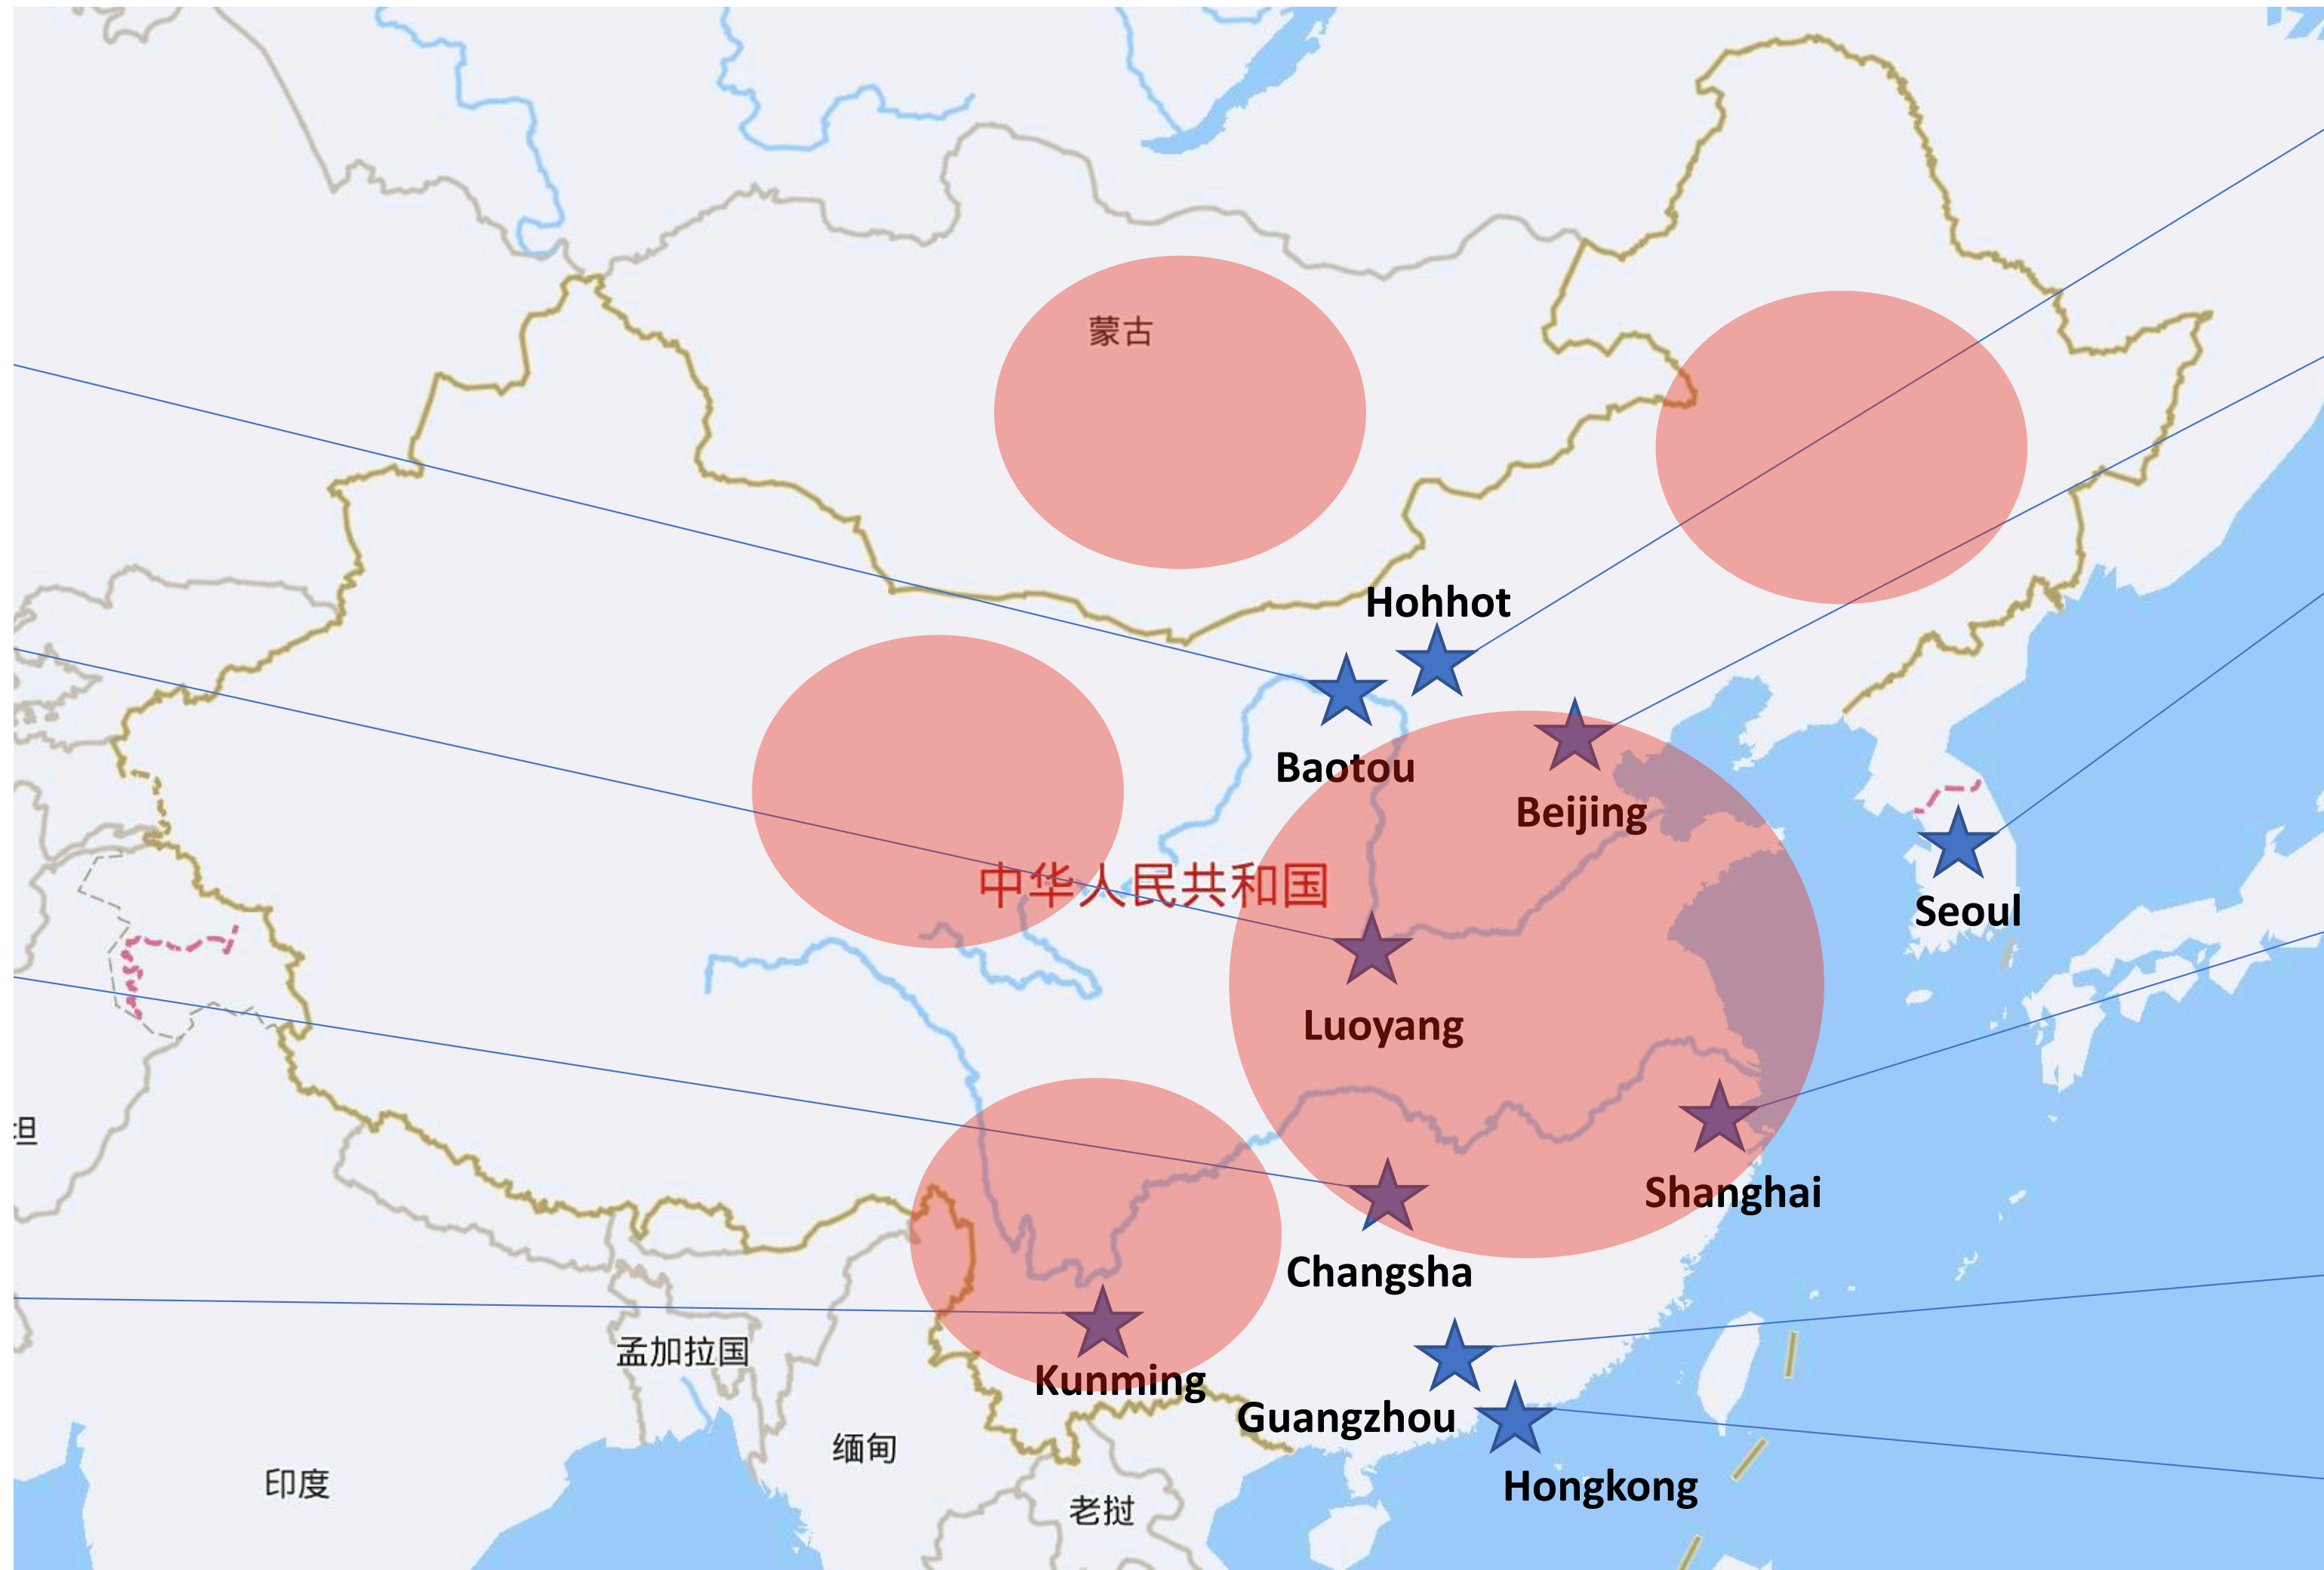 蒙古
Hohhot
Baotou
Beijing
中华人民共和国
Seoul
Luoyang
坦
Shanghai
Changsha
孟加拉国
Kunming
Guangzhou
缅甸
印度
Hongkong
老挝